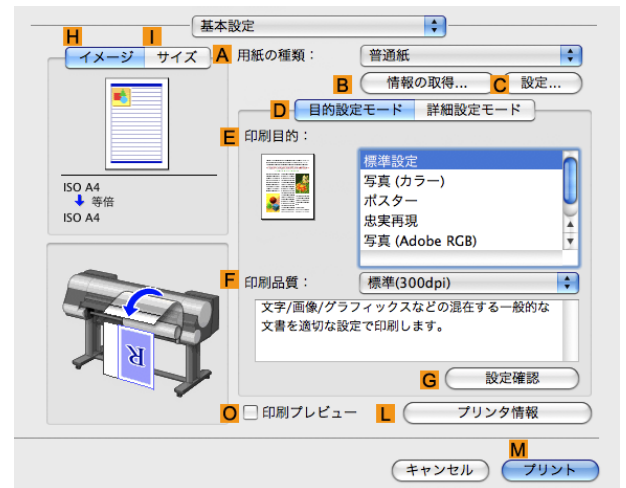 基本設定
H
I
イメージ
サイズ
A 用紙の種類：
普通紙
B 情報の取得...
C 設定...
D 目的設定モード
詳細設定モード
E 印刷目的：
標準設定
写真 (カラー)
ポスター
忠実再現
写真 (Adobe RGB)
ISO A4
等倍
ISO A4
F 印刷品質：
標準(300dpi)
文字/画像/グラフィックスなどの混在する一般的な
文書を適切な設定で印刷します。
R
G 設定確認
O 印刷プレビュー
L プリンタ情報
M
キャンセル
プリント